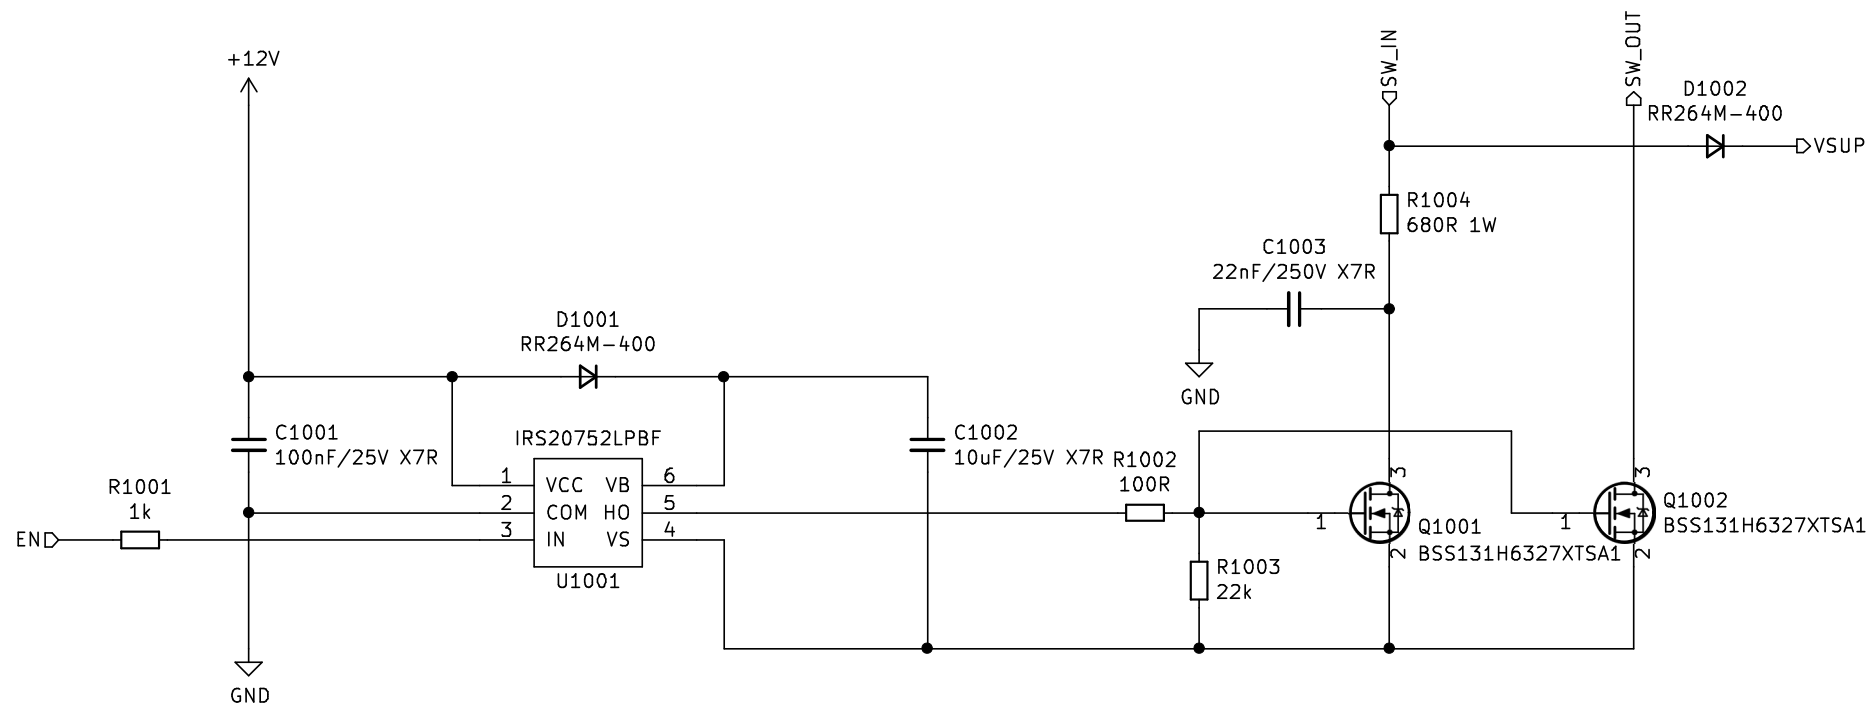 SW_IN
SW_OUT
+12V
D1002
RR264M-400
VSUP
R1004
680R 1W
C1003
22nF/250V X7R
D1001
RR264M-400
GND
C1001
100nF/25V X7R
IRS20752LPBF
C1002
10uF/25V X7R
R1002
100R
R1001
1k
1
VCC
VB
6
2
COM
HO
5
3
IN
VS
4
U1001
EN
3
1
2
Q1001
BSS131H6327XTSA1
3
1
2
Q1002
BSS131H6327XTSA1
R1003
22k
GND